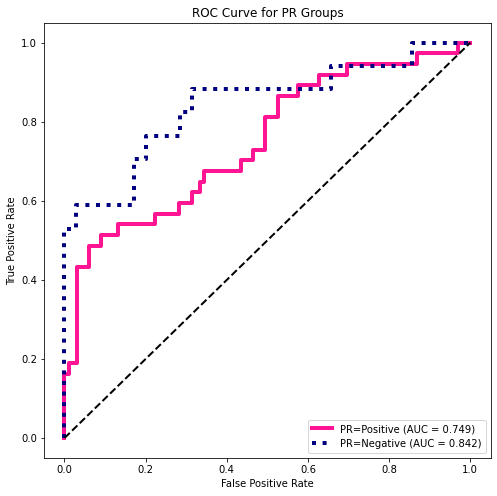 ROC Curve for PR Groups
True Positive Rate
1.0
0.8
0.6
0.4
0.2
0.0
0.0 0.2 0.4 0.6 0.8 1.0
False Positive Rate
PR=Positive (AUC = 0.749)
PR=Negative (AUC = 0.842)